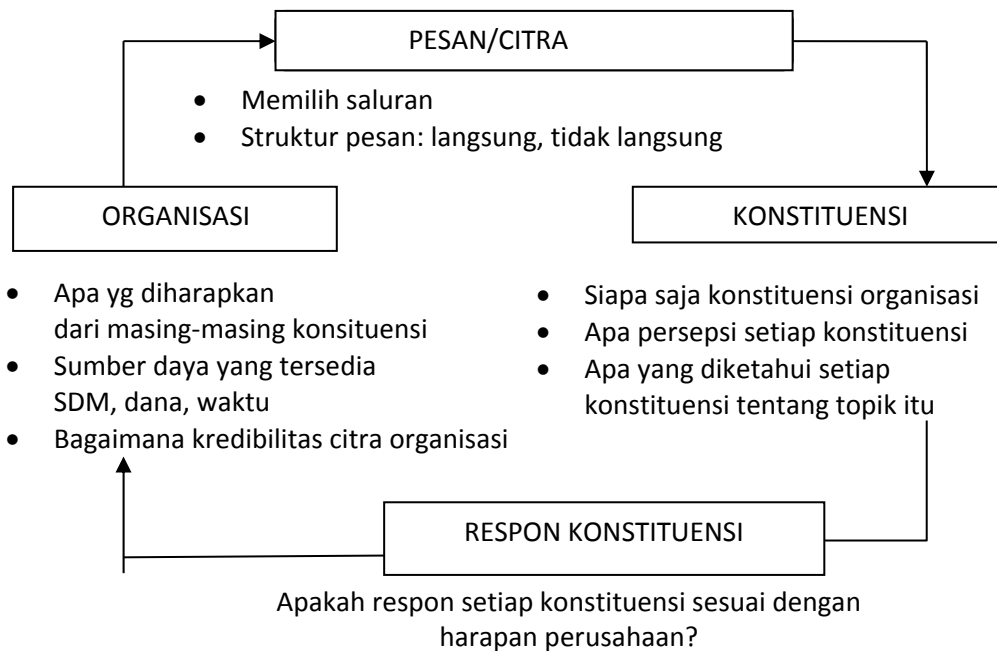 PESAN/CITRA
• Memilih saluran
• Struktur pesan: langsung, tidak langsung
ORGANISASI
KONSTITUENSI
• Apa yg diharapkan
dari masing-masing konsituensi
• Sumber daya yang tersedia
SDM, dana, waktu
• Bagaimana kredibilitas citra organisasi
• Siapa saja konstituensi organisasi
• Apa persepsi setiap konstituensi
• Apa yang diketahui setiap
konstituensi tentang topik itu
RESPON KONSTITUENSI
Apakah respon setiap konstituensi sesuai dengan
harapan perusahaan?